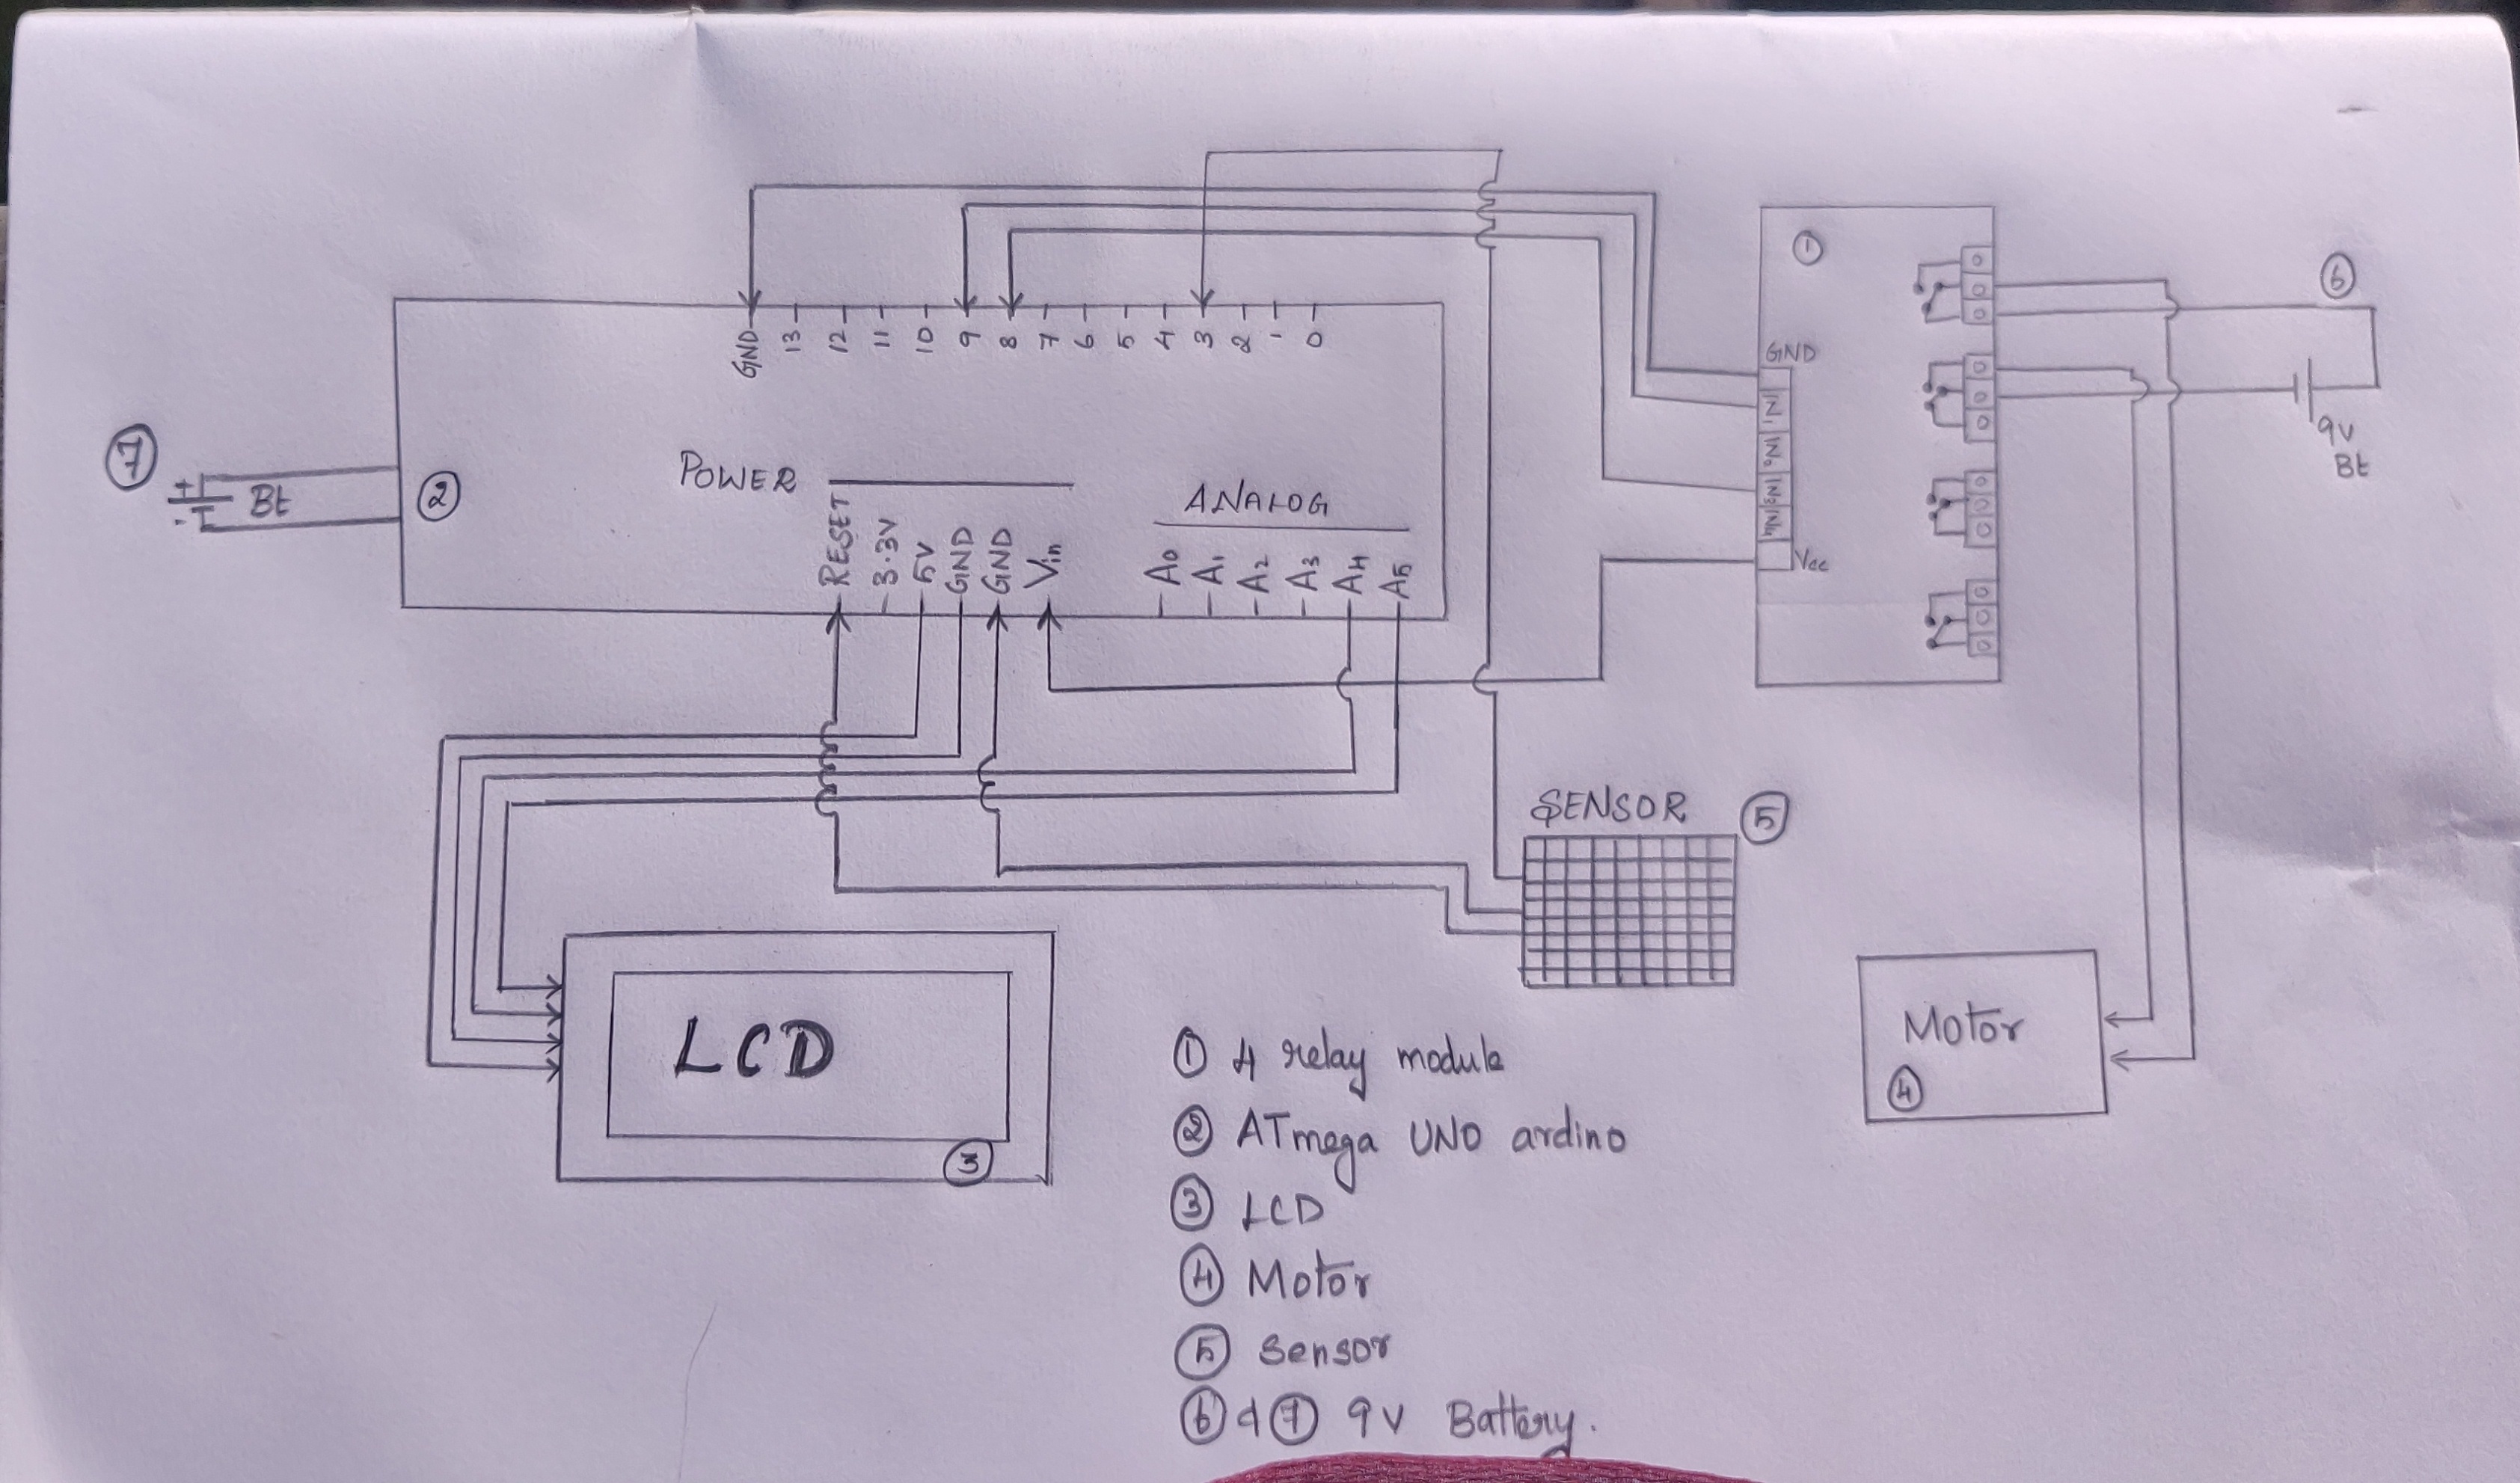 ①
⑥
GND 13 12 11 10 9 8 7 6 5 4 3 2 1 0
GND
IN1
IN2
IN3
IN4
Vcc
9V
Bt
⑦
+
-
Bt
②
POWER
RESET 3.3V 5V GND GND Vin
ANALOG
A0 A1 A2 A3 A4 A5
SENSOR ⑤
LCD
③
Motor
④
① 4 relay module
② ATmega UNO ardino
③ LCD
④ Motor
⑤ Sensor
⑥ & ⑦ 9V Battery.